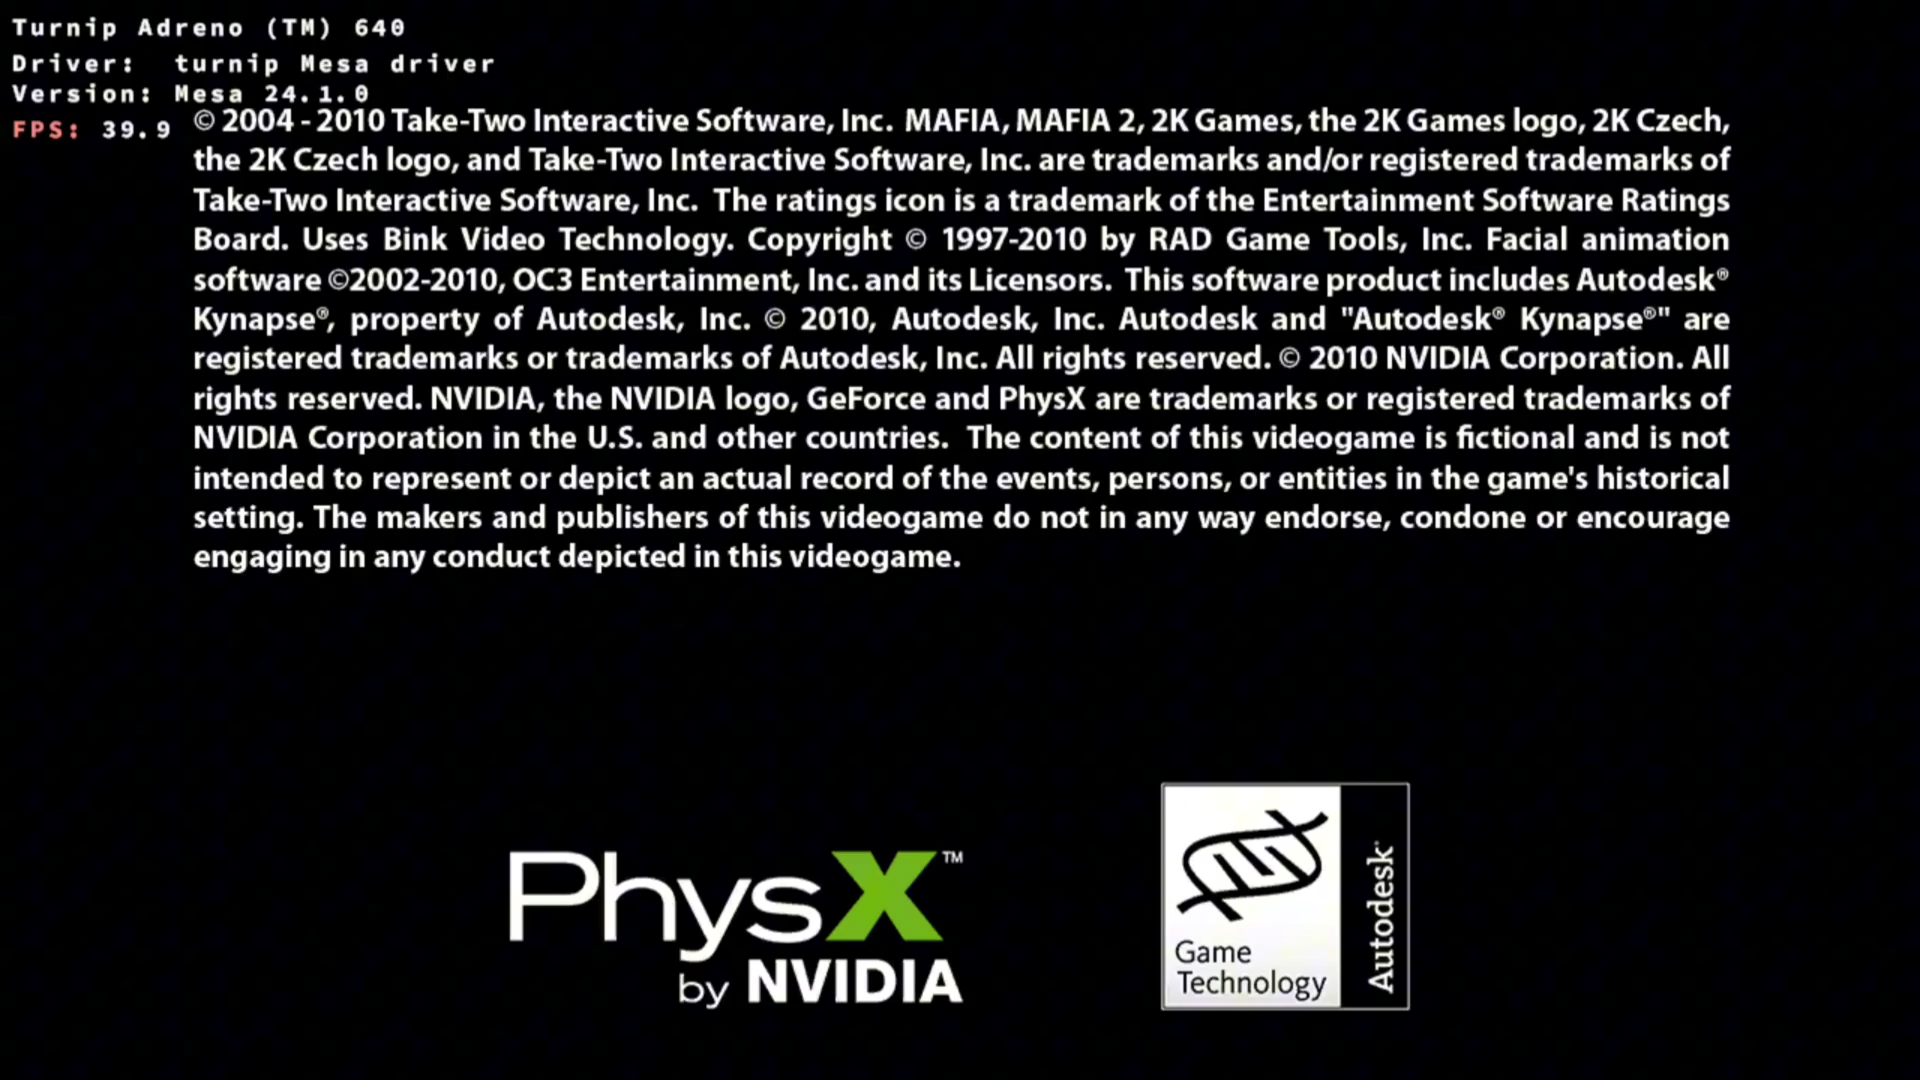 Turnip Adreno (TM) 640
Driver: turnip Mesa driver
Version: Mesa 24.1.0
FPS: 39.9
© 2004 - 2010 Take-Two Interactive Software, Inc. MAFIA, MAFIA 2, 2K Games, the 2K Games logo, 2K Czech,
the 2K Czech logo, and Take-Two Interactive Software, Inc. are trademarks and/or registered trademarks of
Take-Two Interactive Software, Inc. The ratings icon is a trademark of the Entertainment Software Ratings
Board. Uses Bink Video Technology. Copyright © 1997-2010 by RAD Game Tools, Inc. Facial animation
software ©2002-2010, OC3 Entertainment, Inc. and its Licensors. This software product includes Autodesk®
Kynapse®, property of Autodesk, Inc. © 2010, Autodesk, Inc. Autodesk and "Autodesk® Kynapse®" are
registered trademarks or trademarks of Autodesk, Inc. All rights reserved. © 2010 NVIDIA Corporation. All
rights reserved. NVIDIA, the NVIDIA logo, GeForce and PhysX are trademarks or registered trademarks of
NVIDIA Corporation in the U.S. and other countries. The content of this videogame is fictional and is not
intended to represent or depict an actual record of the events, persons, or entities in the game's historical
setting. The makers and publishers of this videogame do not in any way endorse, condone or encourage
engaging in any conduct depicted in this videogame.
PhysX™
by NVIDIA
Game
Technology
Autodesk